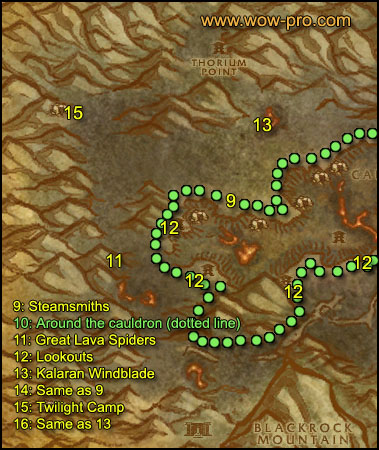 www.wow-pro.com
THORIUM
POINT
15
13
CA
9
12
11
12
12
12
9: Steamsmiths
10: Around the cauldron (dotted line)
11: Great Lava Spiders
12: Lookouts
13: Kalaran Windblade
14: Same as 9
15: Twilight Camp
16: Same as 13
BLACKROCK
MOUNTAIN